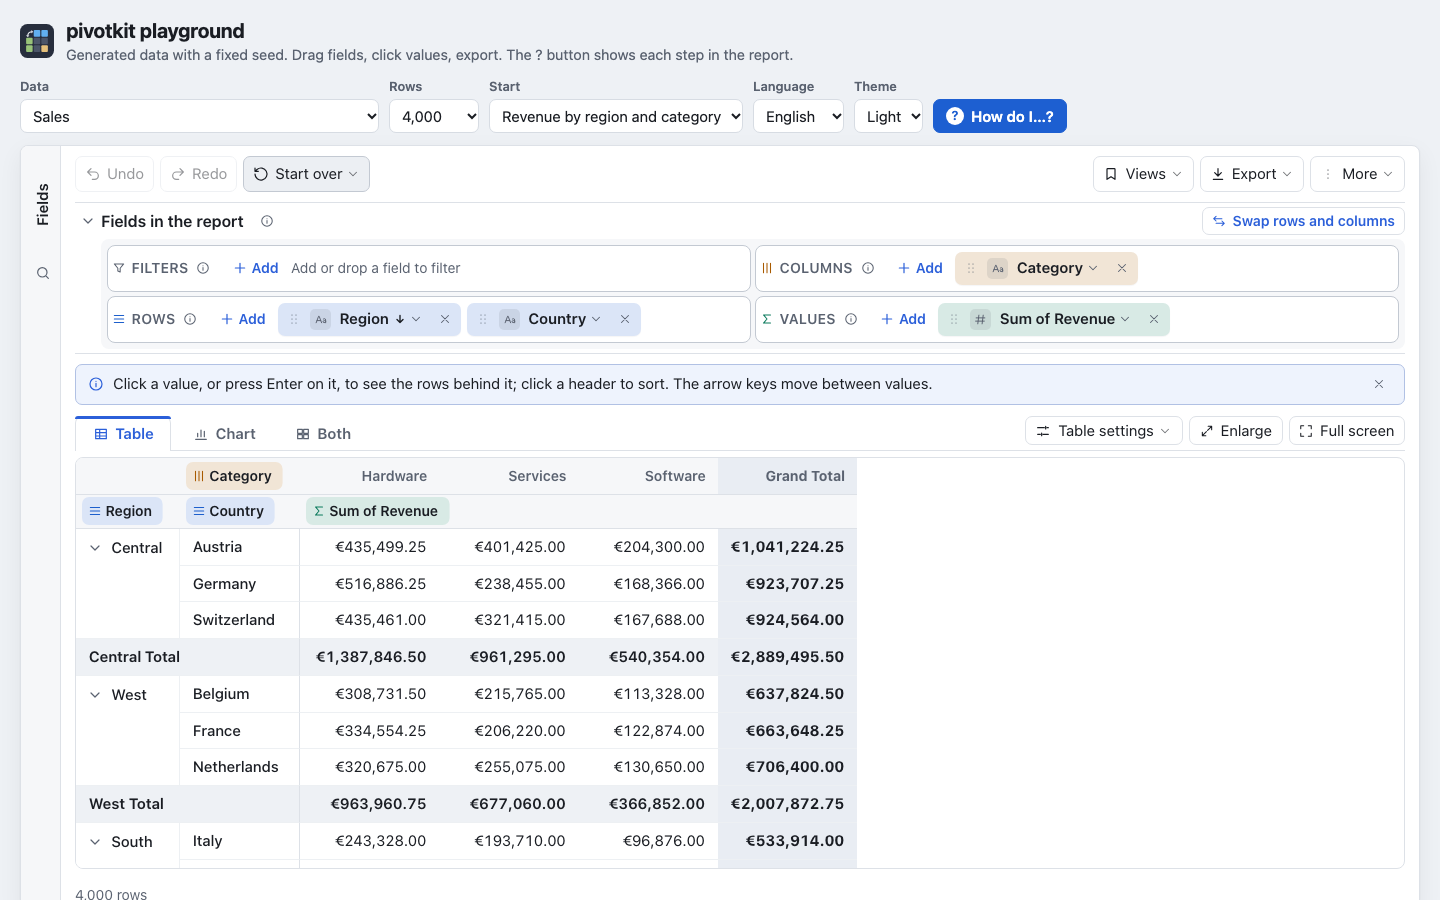 pivotkit playground
Generated data with a fixed seed. Drag fields, click values, export. The ? button shows each step in the report.
Data Rows Start Language Theme
Sales 4,000 Revenue by region and category English Light ? How do I...?
Fields
Undo Redo Start over Views Export More
Fields in the report Swap rows and columns
FILTERS + Add Add or drop a field to filter COLUMNS + Add Aa Category
ROWS + Add Aa Region ↓ Aa Country Σ VALUES + Add # Sum of Revenue
Click a value, or press Enter on it, to see the rows behind it; click a header to sort. The arrow keys move between values.
Table Chart Both Table settings Enlarge Full screen
Category Hardware Services Software Grand Total
Region Country Σ Sum of Revenue
Central Austria €435,499.25 €401,425.00 €204,300.00 €1,041,224.25
Germany €516,886.25 €238,455.00 €168,366.00 €923,707.25
Switzerland €435,461.00 €321,415.00 €167,688.00 €924,564.00
Central Total €1,387,846.50 €961,295.00 €540,354.00 €2,889,495.50
West Belgium €308,731.50 €215,765.00 €113,328.00 €637,824.50
France €334,554.25 €206,220.00 €122,874.00 €663,648.25
Netherlands €320,675.00 €255,075.00 €130,650.00 €706,400.00
West Total €963,960.75 €677,060.00 €366,852.00 €2,007,872.75
South Italy €243,328.00 €193,710.00 €96,876.00 €533,914.00
4,000 rows